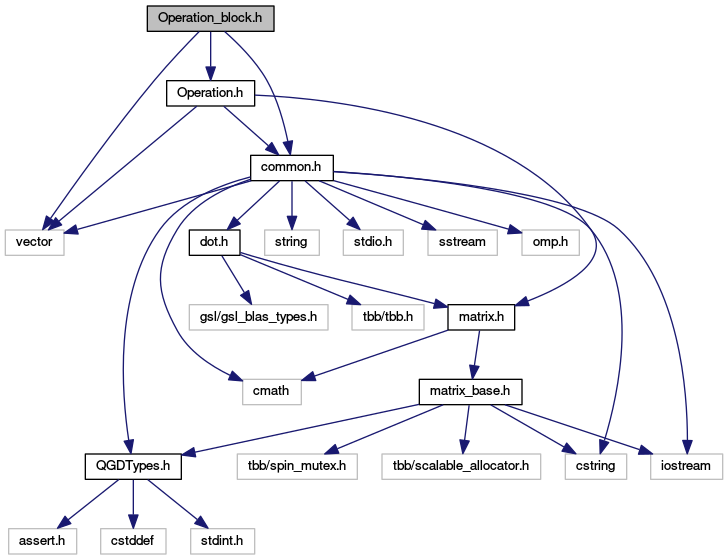 Operation_block.h
Operation.h
common.h
vector
dot.h
string
stdio.h
sstream
omp.h
gsl/gsl_blas_types.h
tbb/tbb.h
matrix.h
cmath
matrix_base.h
QGDTypes.h
tbb/spin_mutex.h
tbb/scalable_allocator.h
cstring
iostream
assert.h
cstddef
stdint.h